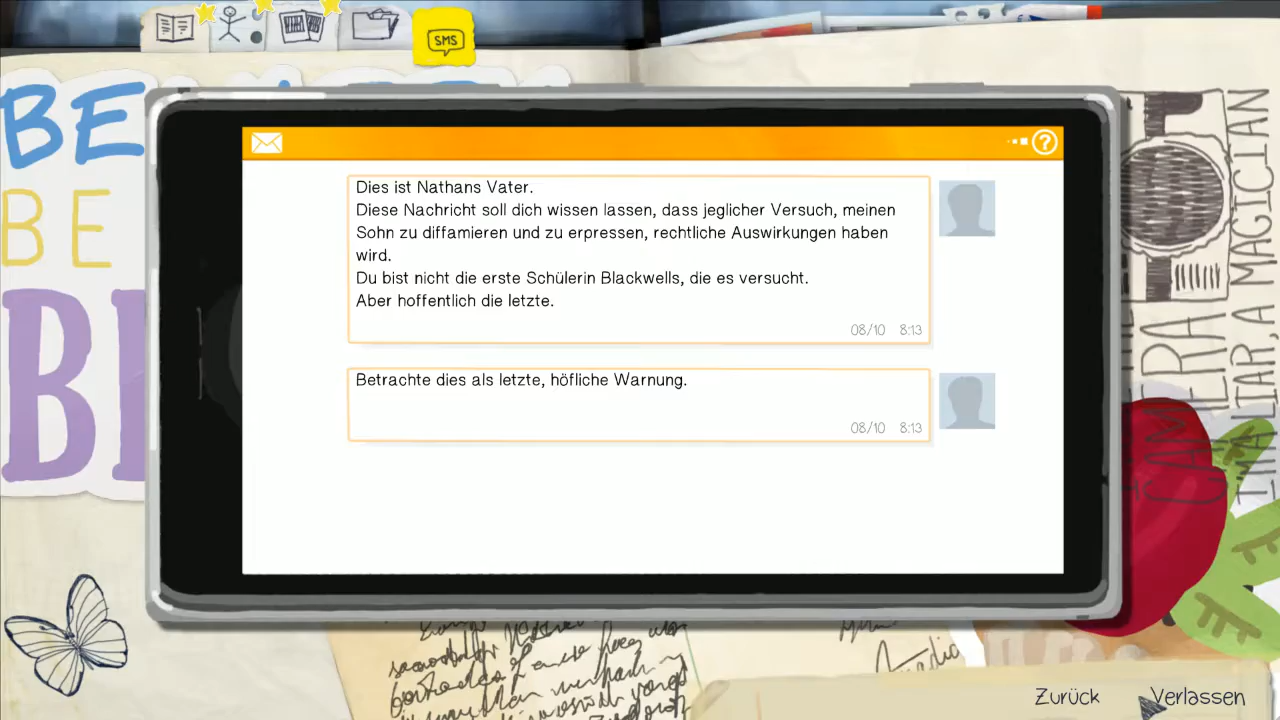 SMS
BE
BE
BE
Dies ist Nathans Vater.
Diese Nachricht soll dich wissen lassen, dass jeglicher Versuch, meinen
Sohn zu diffamieren und zu erpressen, rechtliche Auswirkungen haben
wird.
Du bist nicht die erste Schülerin Blackwells, die es versucht.
Aber hoffentlich die letzte.
08/10 8:13
Betrachte dies als letzte, höfliche Warnung.
08/10 8:13
?
CAMERA
A MAGICIAN
Zurück
Verlassen